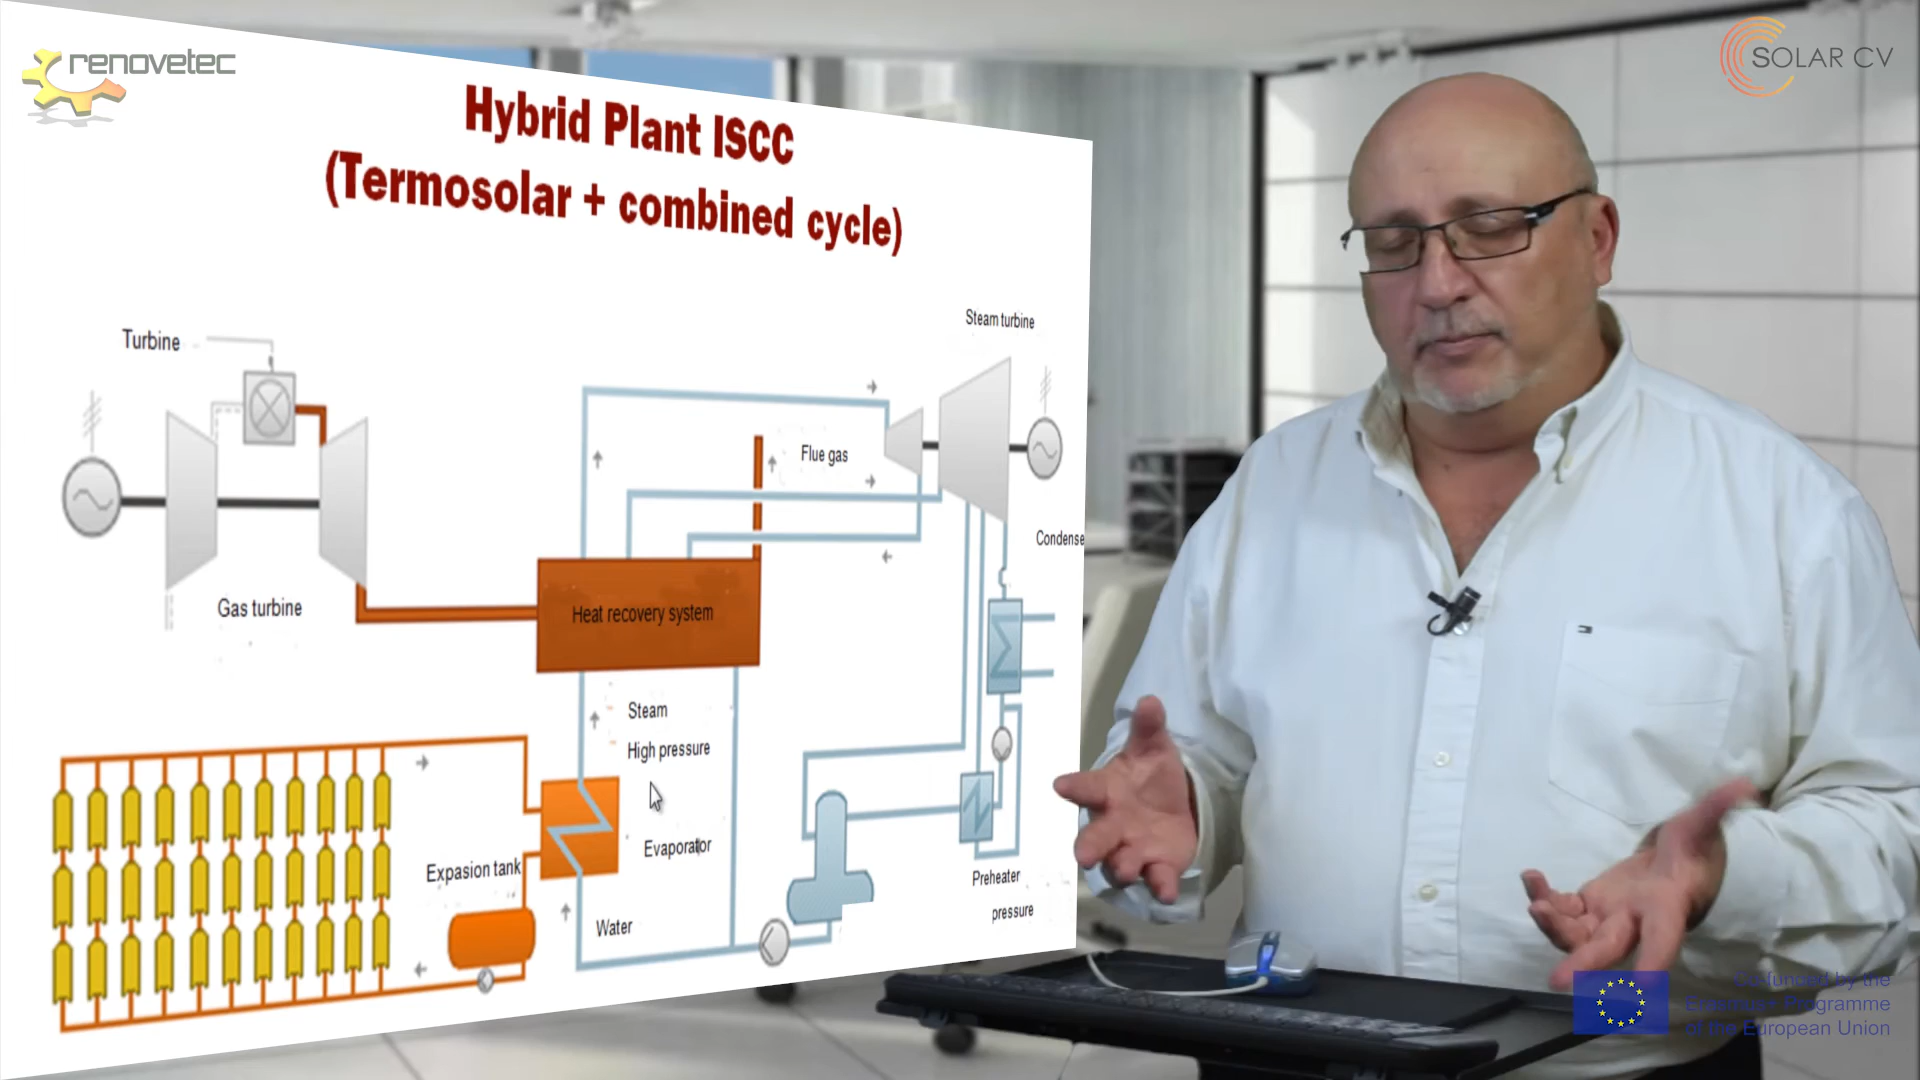 renovetec
SOLAR CV
Hybrid Plant ISCC
(Termosolar + combined cycle)
Turbine
Steam turbine
Flue gas
Condense
Gas turbine
Heat recovery system
Steam
High pressure
Evaporator
Expasion tank
Water
Preheater
pressure
Co-funded by the
Erasmus+ Programme
of the European Union